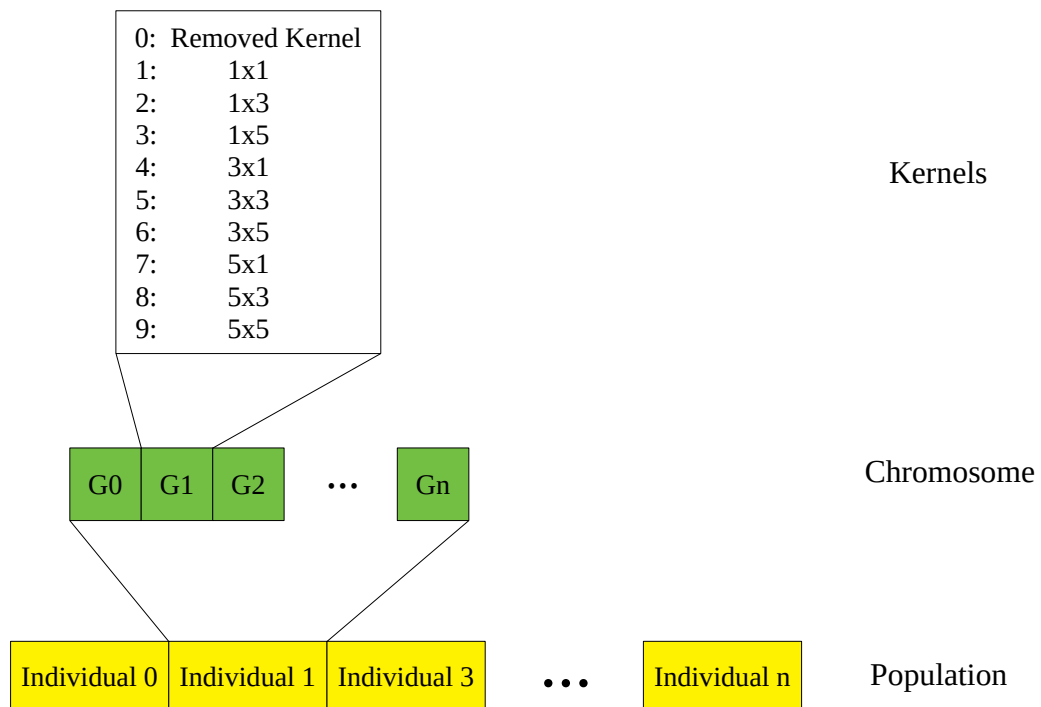 0: Removed Kernel
1: 1x1
2: 1x3
3: 1x5
4: 3x1
5: 3x3
6: 3x5
7: 5x1
8: 5x3
9: 5x5
Kernels
G0 G1 G2 ... Gn
Chromosome
Individual 0 Individual 1 Individual 3 ... Individual n
Population